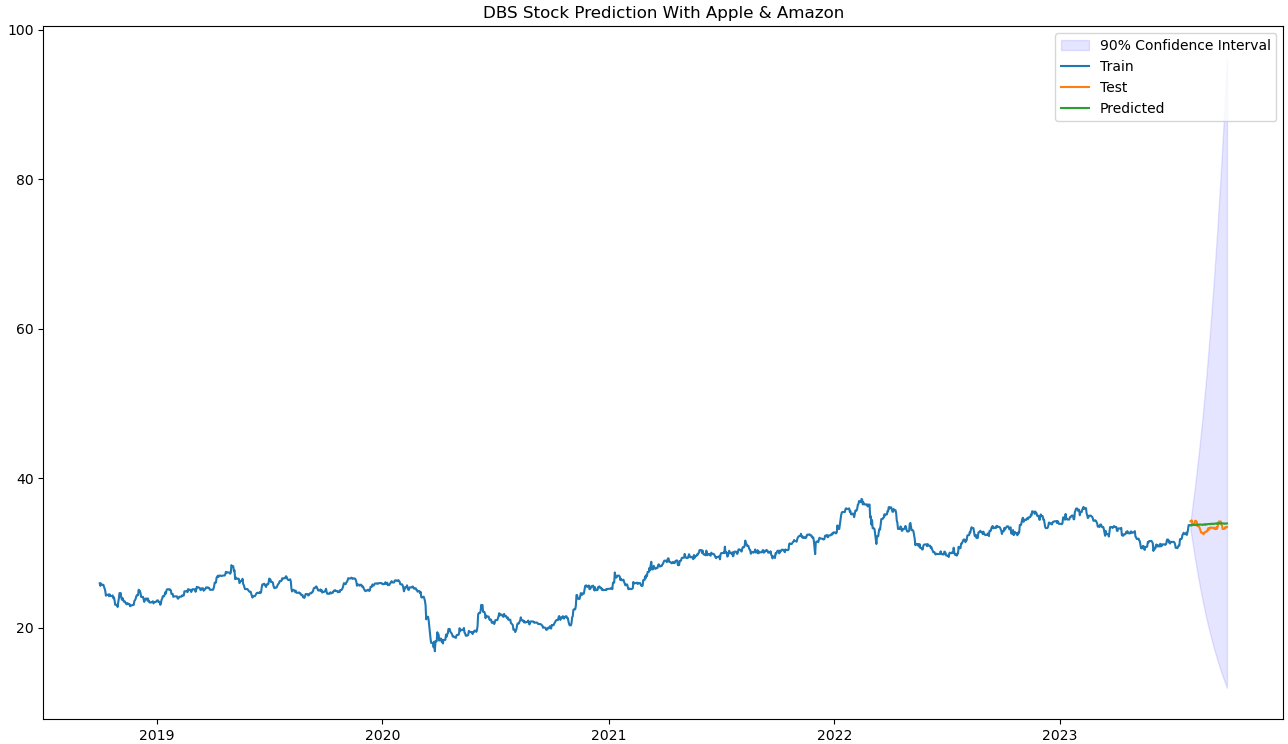 DBS Stock Prediction With Apple & Amazon
100
80
60
40
20
90% Confidence Interval
Train
Test
Predicted
2019
2020
2021
2022
2023